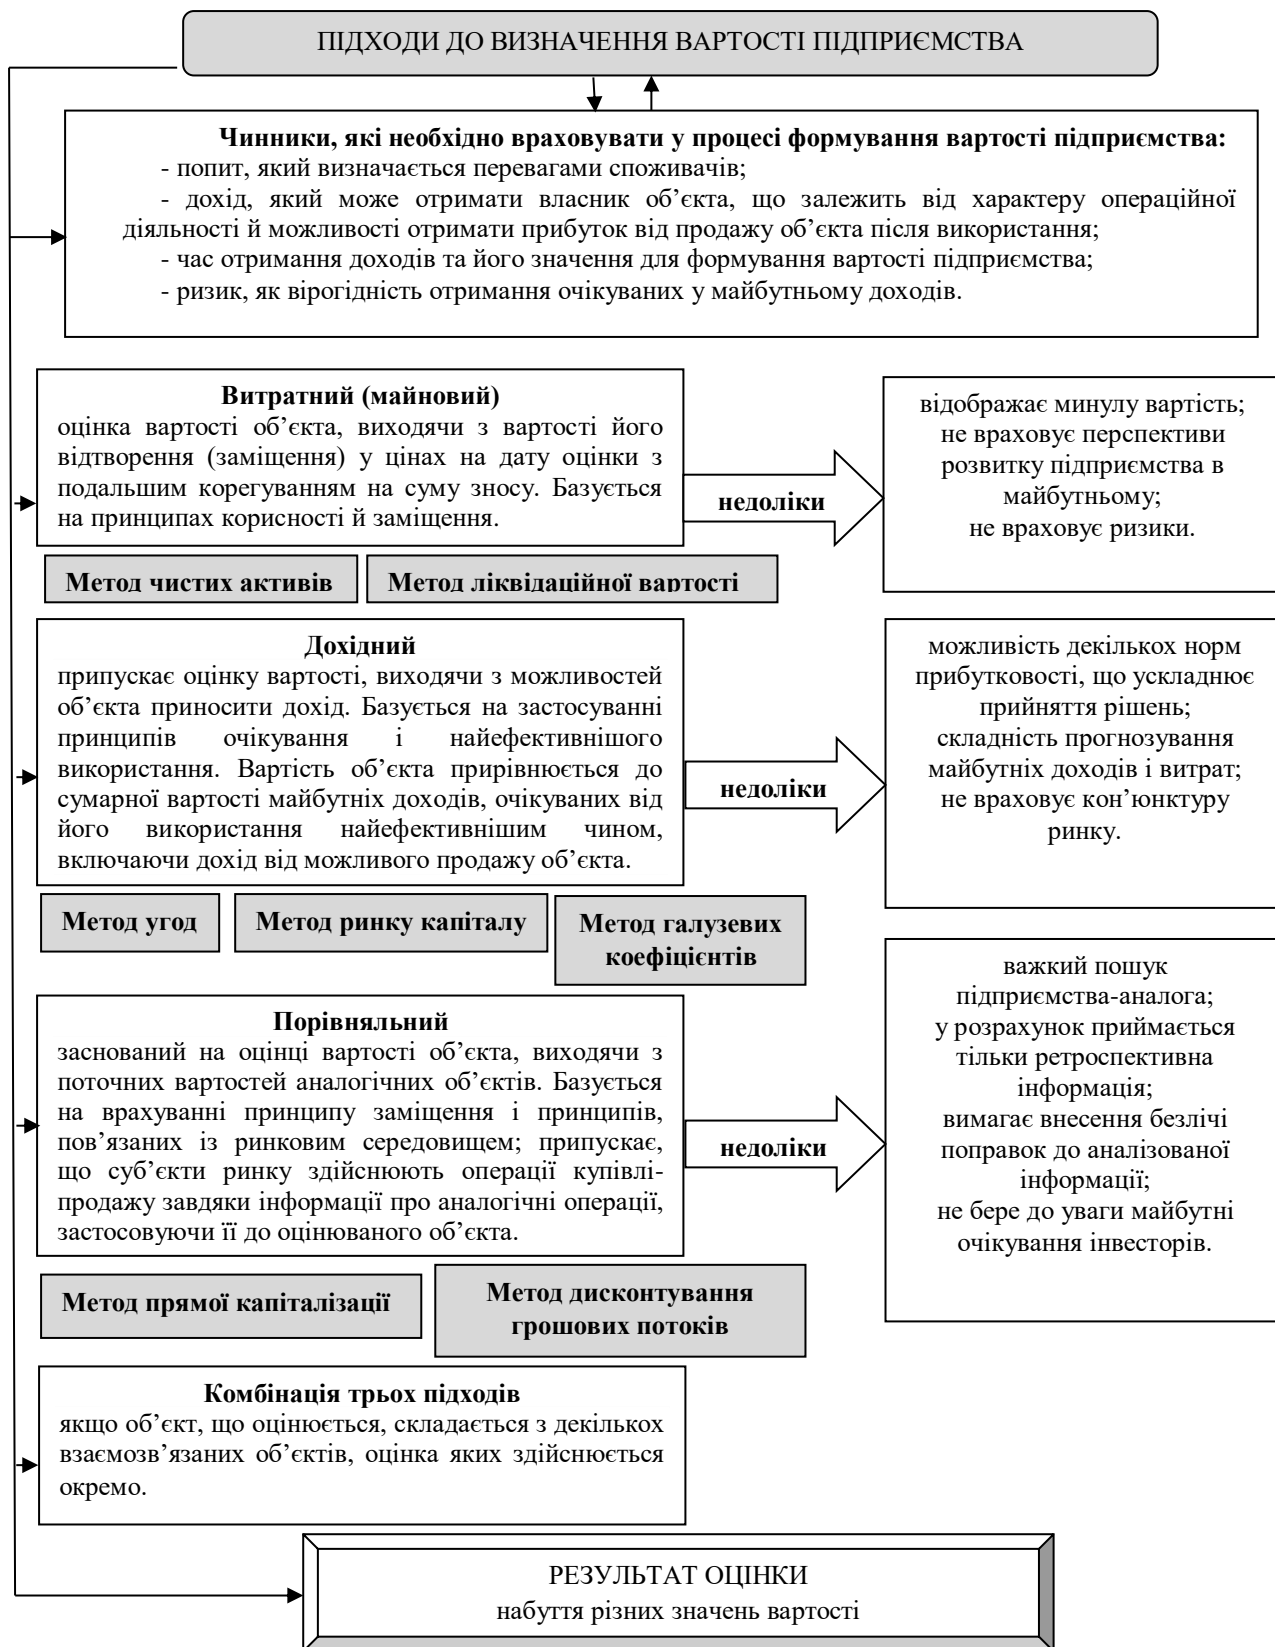 ПІДХОДИ ДО ВИЗНАЧЕННЯ ВАРТОСТІ ПІДПРИЄМСТВА
Чинники, які необхідно враховувати у процесі формування вартості підприємства:
- попит, який визначається перевагами споживачів;
- дохід, який може отримати власник об’єкта, що залежить від характеру операційної
діяльності й можливості отримати прибуток від продажу об’єкта після використання;
- час отримання доходів та його значення для формування вартості підприємства;
- ризик, як вірогідність отримання очікуваних у майбутньому доходів.
Витратний (майновий)
оцінка вартості об’єкта, виходячи з вартості його
відтворення (заміщення) у цінах на дату оцінки з
подальшим корегуванням на суму зносу. Базується
на принципах корисності й заміщення.
недоліки
відображає минулу вартість;
не враховує перспективи
розвитку підприємства в
майбутньому;
не враховує ризики.
Метод чистих активів
Метод ліквідаційної вартості
Дохідний
припускає оцінку вартості, виходячи з можливостей
об’єкта приносити дохід. Базується на застосуванні
принципів очікування і найефективнішого
використання. Вартість об’єкта прирівнюється до
сумарної вартості майбутніх доходів, очікуваних від
його використання найефективнішим чином,
включаючи дохід від можливого продажу об’єкта.
недоліки
можливість декількох норм
прибутковості, що ускладнює
прийняття рішень;
складність прогнозування
майбутніх доходів і витрат;
не враховує кон’юнктуру
ринку.
Метод угод
Метод ринку капіталу
Метод галузевих
коефіцієнтів
Порівняльний
заснований на оцінці вартості об’єкта, виходячи з
поточних вартостей аналогічних об’єктів. Базується
на врахуванні принципу заміщення і принципів,
пов’язаних із ринковим середовищем; припускає,
що суб’єкти ринку здійснюють операції купівлі-
продажу завдяки інформації про аналогічні операції,
застосовуючи її до оцінюваного об’єкта.
недоліки
важкий пошук
підприємства-аналога;
у розрахунок приймається
тільки ретроспективна
інформація;
вимагає внесення безлічі
поправок до аналізованої
інформації;
не бере до уваги майбутні
очікування інвесторів.
Метод прямої капіталізації
Метод дисконтування
грошових потоків
Комбінація трьох підходів
якщо об’єкт, що оцінюється, складається з декількох
взаємозв’язаних об’єктів, оцінка яких здійснюється
окремо.
РЕЗУЛЬТАТ ОЦІНКИ
набуття різних значень вартості